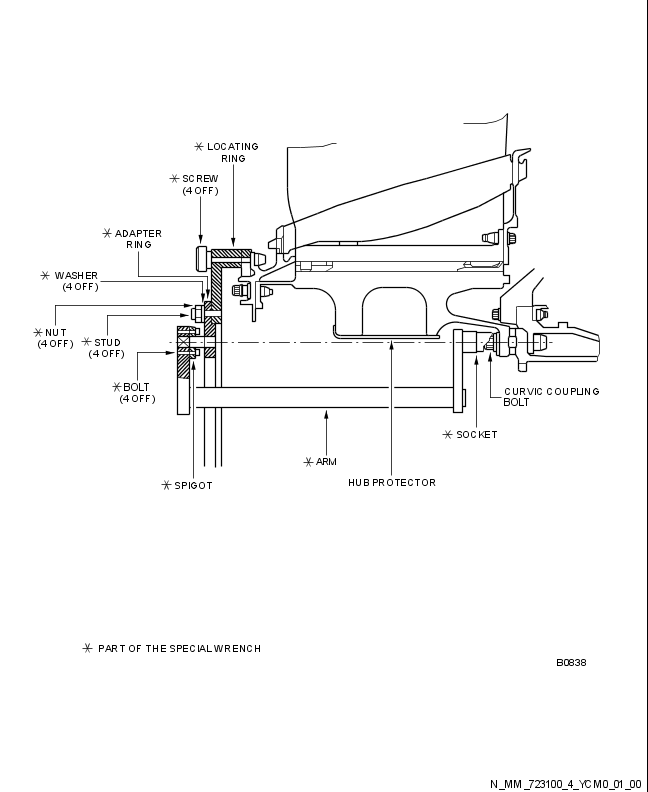 * LOCATING
RING
* SCREW
(4 OFF)
* ADAPTER
RING
* WASHER
(4 OFF)
* NUT
(4 OFF)
* STUD
(4 OFF)
* BOLT
(4 OFF)
CURVIC COUPLING
BOLT
* SOCKET
* ARM
HUB PROTECTOR
* SPIGOT
* PART OF THE SPECIAL WRENCH
B0838
N_MM_723100_4_YCM0_01_00